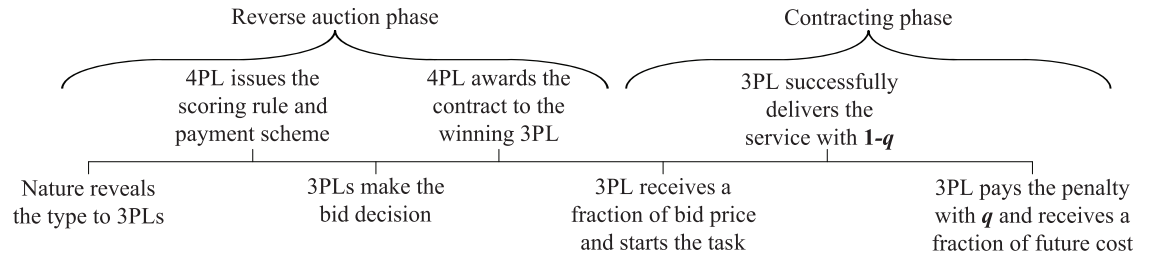 Reverse auction phase
Contracting phase
4PL issues the
scoring rule and
payment scheme
4PL awards the
contract to the
winning 3PL
3PL successfully
delivers the
service with 1-q
Nature reveals
the type to 3PLs
3PLs make the
bid decision
3PL receives a
fraction of bid price
and starts the task
3PL pays the penalty
with q and receives a
fraction of future cost